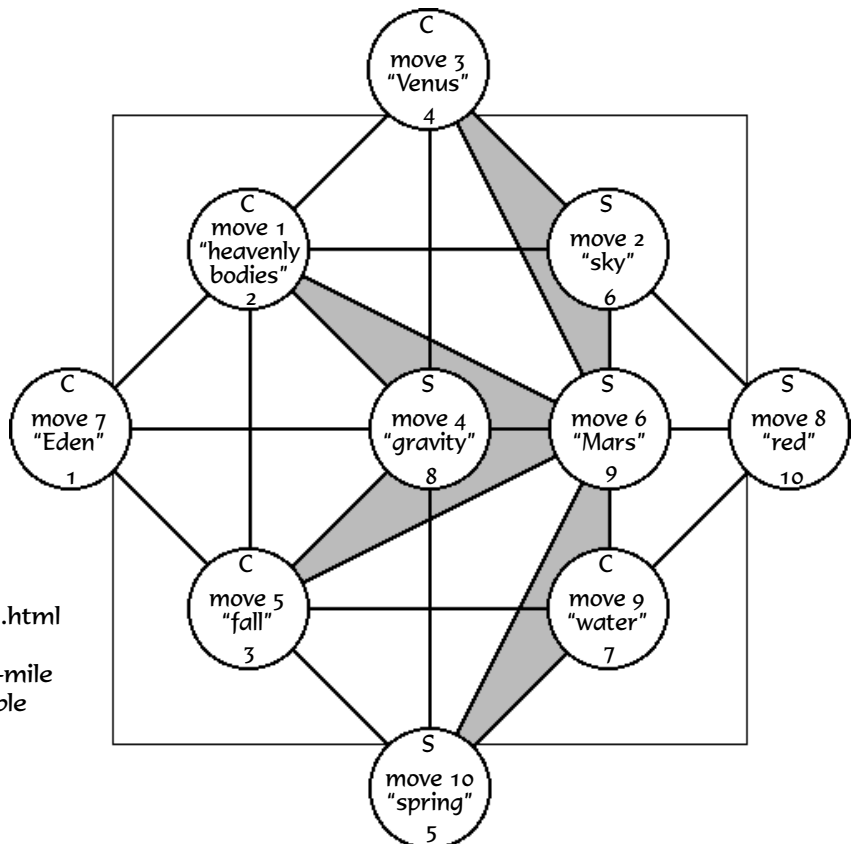 C
move 3
“Venus”
4
C
move 1
“heavenly
bodies”
2
S
move 2
“sky”
6
C
move 7
“Eden”
1
S
move 4
“gravity”
8
S
move 6
“Mars”
9
S
move 8
“red”
10
C
move 5
“fall”
3
C
move 9
“water”
7
.html
-mile
ble
S
move 10
“spring”
5